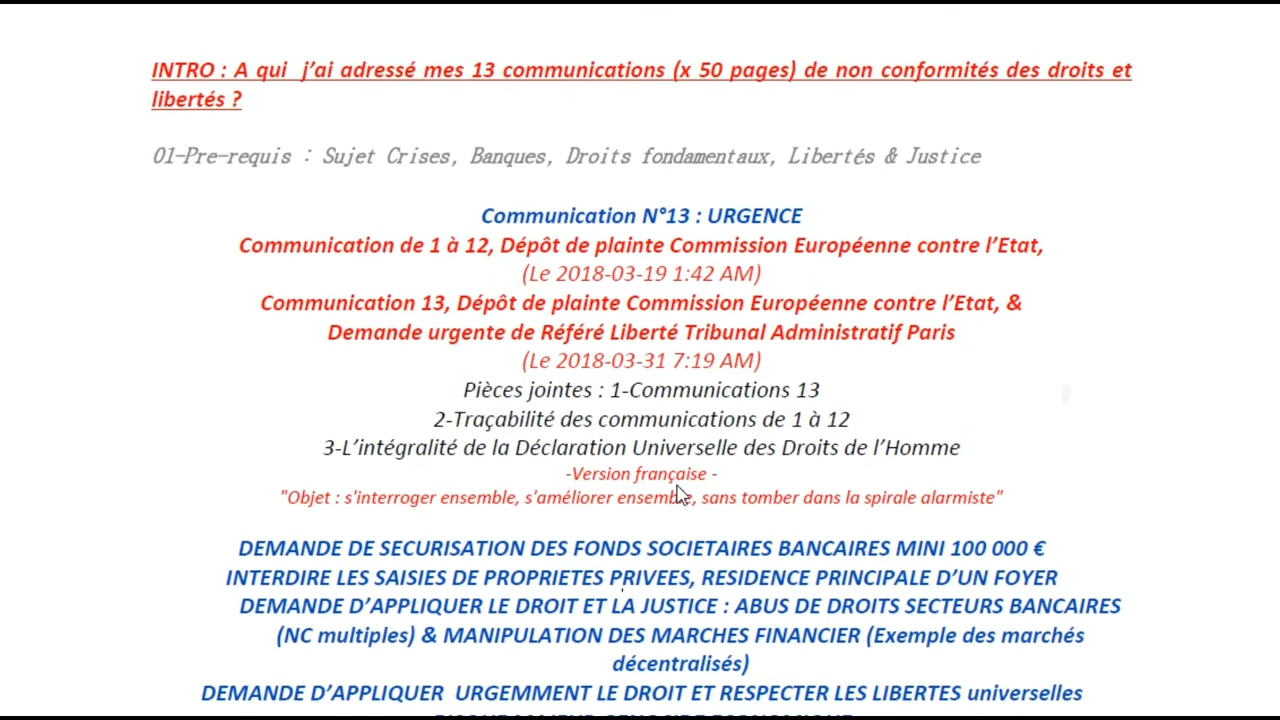 INTRO : A qui j’ai adressé mes 13 communications (x 50 pages) de non conformités des droits et
libertés ?
01-Pre-requis : Sujet Crises, Banques, Droits fondamentaux, Libertés & Justice
Communication N°13 : URGENCE
Communication de 1 à 12, Dépôt de plainte Commission Européenne contre l’Etat,
(Le 2018-03-19 1:42 AM)
Communication 13, Dépôt de plainte Commission Européenne contre l’Etat, &
Demande urgente de Référé Liberté Tribunal Administratif Paris
(Le 2018-03-31 7:19 AM)
Pièces jointes : 1-Communications 13
2-Traçabilité des communications de 1 à 12
3-L’intégralité de la Déclaration Universelle des Droits de l’Homme
-Version française -
"Objet : s'interroger ensemble, s'améliorer ensemble, sans tomber dans la spirale alarmiste"
DEMANDE DE SECURISATION DES FONDS SOCIETAIRES BANCAIRES MINI 100 000 €
INTERDIRE LES SAISIES DE PROPRIETES PRIVEES, RESIDENCE PRINCIPALE D’UN FOYER
DEMANDE D’APPLIQUER LE DROIT ET LA JUSTICE : ABUS DE DROITS SECTEURS BANCAIRES
(NC multiples) & MANIPULATION DES MARCHES FINANCIER (Exemple des marchés
décentralisés)
DEMANDE D’APPLIQUER URGEMMENT LE DROIT ET RESPECTER LES LIBERTES universelles